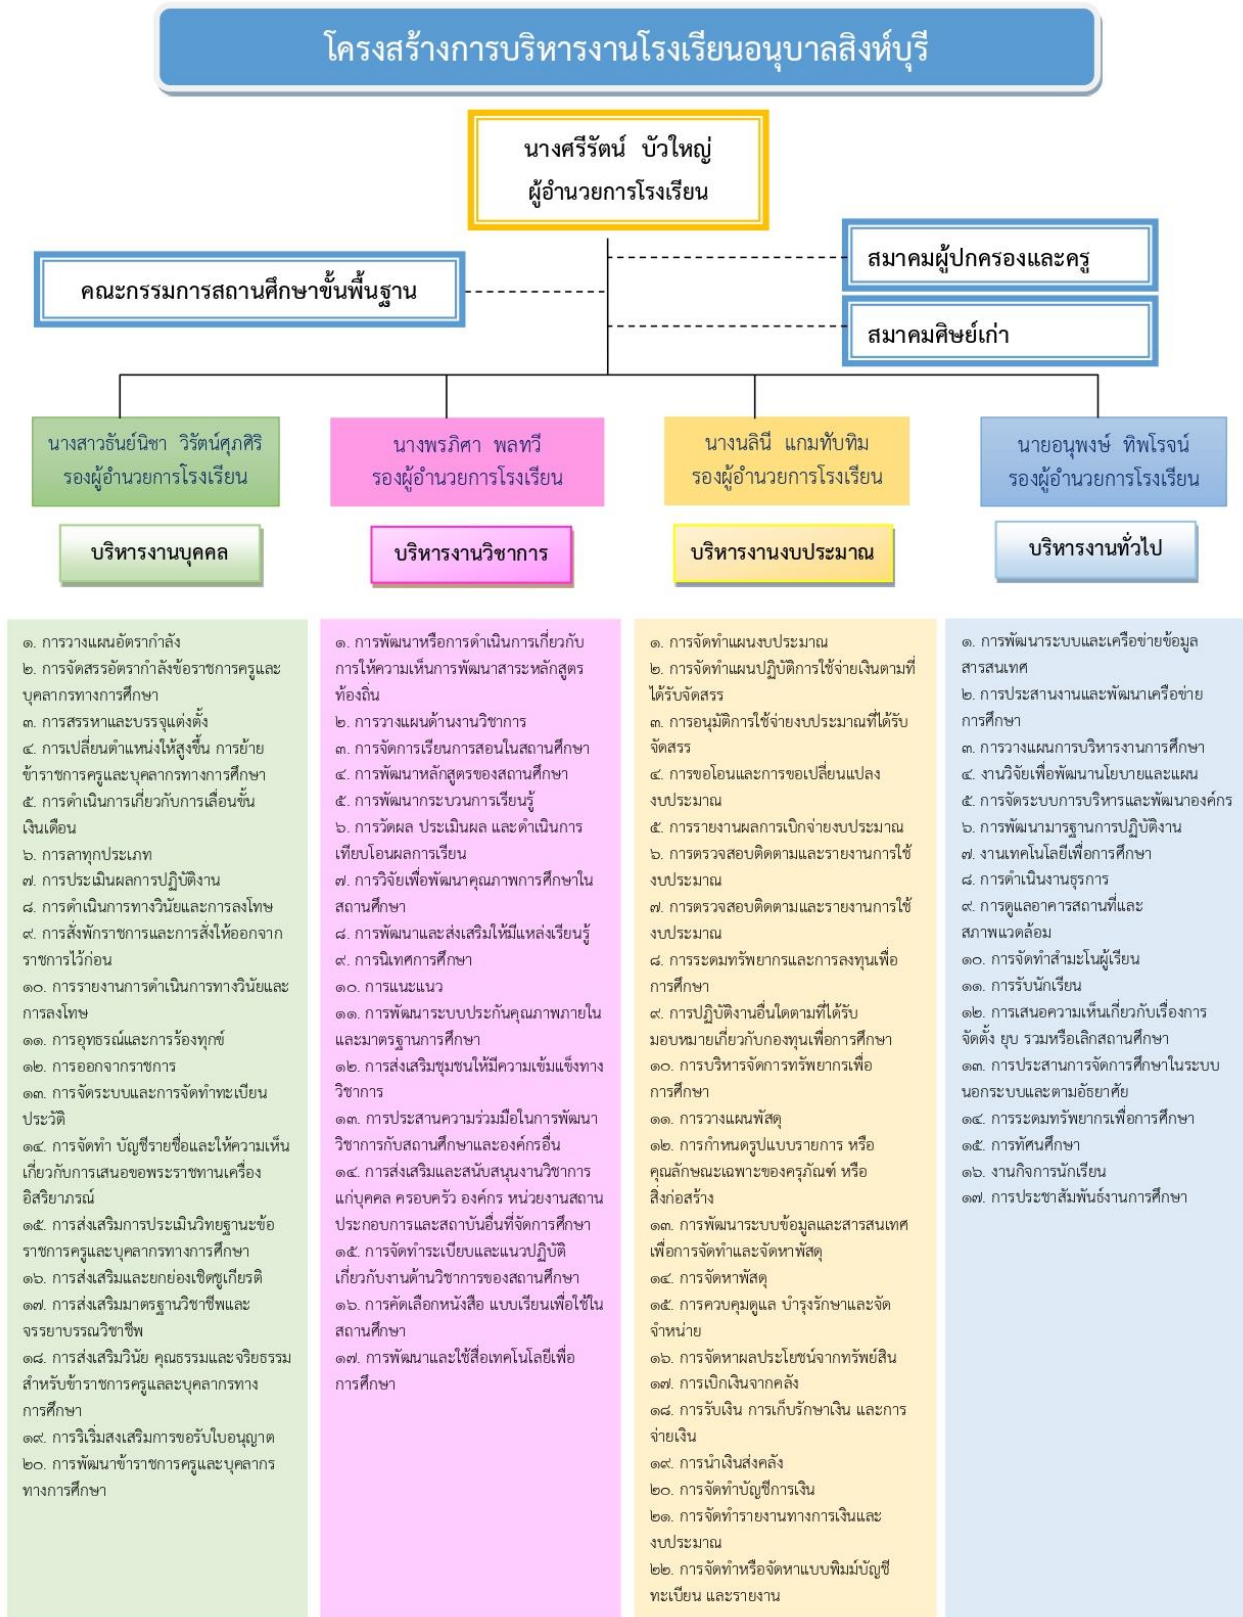 โครงสร้างการบริหารงานโรงเรียนอนุบาลสิงห์บุรี
นางศรีรัตน์ บัวใหญ่
ผู้อำนวยการโรงเรียน
สมาคมผู้ปกครองและครู
คณะกรรมการสถานศึกษาขั้นพื้นฐาน
สมาคมศิษย์เก่า
นางสาวธันย์นิชา วิรัตน์ศุภศิริ
รองผู้อำนวยการโรงเรียน
นางพรภิศา พลทวี
รองผู้อำนวยการโรงเรียน
นางนลินี แกมทับทิม
รองผู้อำนวยการโรงเรียน
นายอนุพงษ์ ทิพโรจน์
รองผู้อำนวยการโรงเรียน
บริหารงานบุคคล
บริหารงานวิชาการ
บริหารงานงบประมาณ
บริหารงานทั่วไป
๑. การวางแผนอัตรากำลัง
๒. การจัดสรรอัตรากำลังข้อราชการครูและ
บุคลากรทางการศึกษา
๓. การสรรหาและบรรจุแต่งตั้ง
๔. การเปลี่ยนตำแหน่งให้สูงขึ้น การย้าย
ข้าราชการครูและบุคลากรทางการศึกษา
๕. การดำเนินการเกี่ยวกับการเลื่อนขั้น
เงินเดือน
๖. การลาทุกประเภท
๗. การประเมินผลการปฏิบัติงาน
๘. การดำเนินการทางวินัยและการลงโทษ
๙. การสั่งพักราชการและการสั่งให้ออกจาก
ราชการไว้ก่อน
๑๐. การรายงานการดำเนินการทางวินัยและ
การลงโทษ
๑๑. การอุทธรณ์และการร้องทุกข์
๑๒. การออกจากราชการ
๑๓. การจัดระบบและการจัดทำทะเบียน
ประวัติ
๑๔. การจัดทำ บัญชีรายชื่อและให้ความเห็น
เกี่ยวกับการเสนอขอพระราชทานเครื่อง
อิสริยาภรณ์
๑๕. การส่งเสริมการประเมินวิทยฐานะข้อ
ราชการครูและบุคลากรทางการศึกษา
๑๖. การส่งเสริมและยกย่องเชิดชูเกียรติ
๑๗. การส่งเสริมมาตรฐานวิชาชีพและ
จรรยาบรรณวิชาชีพ
๑๘. การส่งเสริมวินัย คุณธรรมและจริยธรรม
สำหรับข้าราชการครูแลละบุคลากรทาง
การศึกษา
๑๙. การริเริ่มสงเสริมการขอรับใบอนุญาต
๒๐. การพัฒนาข้าราชการครูและบุคลากร
ทางการศึกษา
๑. การพัฒนาหรือการดำเนินการเกี่ยวกับ
การให้ความเห็นการพัฒนาสาระหลักสูตร
ท้องถิ่น
๒. การวางแผนด้านงานวิชาการ
๓. การจัดการเรียนการสอนในสถานศึกษา
๔. การพัฒนาหลักสูตรของสถานศึกษา
๕. การพัฒนากระบวนการเรียนรู้
๖. การวัดผล ประเมินผล และดำเนินการ
เทียบโอนผลการเรียน
๗. การวิจัยเพื่อพัฒนาคุณภาพการศึกษาใน
สถานศึกษา
๘. การพัฒนาและส่งเสริมให้มีแหล่งเรียนรู้
๙. การนิเทศการศึกษา
๑๐. การแนะแนว
๑๑. การพัฒนาระบบประกันคุณภาพภายใน
และมาตรฐานการศึกษา
๑๒. การส่งเสริมชุมชนให้มีความเข้มแข็งทาง
วิชาการ
๑๓. การประสานความร่วมมือในการพัฒนา
วิชาการกับสถานศึกษาและองค์กรอื่น
๑๔. การส่งเสริมและสนับสนุนงานวิชาการ
แก่บุคคล ครอบครัว องค์กร หน่วยงานสถาน
ประกอบการและสถาบันอื่นที่จัดการศึกษา
๑๕. การจัดทำระเบียบและแนวปฏิบัติ
เกี่ยวกับงานด้านวิชาการของสถานศึกษา
๑๖. การคัดเลือกหนังสือ แบบเรียนเพื่อใช้ใน
สถานศึกษา
๑๗. การพัฒนาและใช้สื่อเทคโนโลยีเพื่อ
การศึกษา
๑. การจัดทำแผนงบประมาณ
๒. การจัดทำแผนปฏิบัติการใช้จ่ายเงินตามที่
ได้รับจัดสรร
๓. การอนุมัติการใช้จ่ายงบประมาณที่ได้รับ
จัดสรร
๔. การขอโอนและการขอเปลี่ยนแปลง
งบประมาณ
๕. การรายงานผลการเบิกจ่ายงบประมาณ
๖. การตรวจสอบติดตามและรายงานการใช้
งบประมาณ
๗. การตรวจสอบติดตามและรายงานการใช้
งบประมาณ
๘. การระดมทรัพยากรและการลงทุนเพื่อ
การศึกษา
๙. การปฏิบัติงานอื่นใดตามที่ได้รับ
มอบหมายเกี่ยวกับกองทุนเพื่อการศึกษา
๑๐. การบริหารจัดการทรัพยากรเพื่อ
การศึกษา
๑๑. การวางแผนพัสดุ
๑๒. การกำหนดรูปแบบรายการ หรือ
คุณลักษณะเฉพาะของครุภัณฑ์ หรือ
สิ่งก่อสร้าง
๑๓. การพัฒนาระบบข้อมูลและสารสนเทศ
เพื่อการจัดทำและจัดหาพัสดุ
๑๔. การจัดหาพัสดุ
๑๕. การควบคุมดูแล บำรุงรักษาและจัด
จำหน่าย
๑๖. การจัดหาผลประโยชน์จากทรัพย์สิน
๑๗. การเบิกเงินจากคลัง
๑๘. การรับเงิน การเก็บรักษาเงิน และการ
จ่ายเงิน
๑๙. การนำเงินส่งคลัง
๒๐. การจัดทำบัญชีการเงิน
๒๑. การจัดทำรายงานทางการเงินและ
งบประมาณ
๒๒. การจัดทำหรือจัดหาแบบพิมม์บัญชี
ทะเบียน และรายงาน
๑. การพัฒนาระบบและเครือข่ายข้อมูล
สารสนเทศ
๒. การประสานงานและพัฒนาเครือข่าย
การศึกษา
๓. การวางแผนการบริหารงานการศึกษา
๔. งานวิจัยเพื่อพัฒนานโยบายและแผน
๕. การจัดระบบการบริหารและพัฒนาองค์กร
๖. การพัฒนามารฐานการปฏิบัติงาน
๗. งานเทคโนโลยีเพื่อการศึกษา
๘. การดำเนินงานธุรการ
๙. การดูแลอาคารสถานที่และ
สภาพแวดล้อม
๑๐. การจัดทำสำมะโนผู้เรียน
๑๑. การรับนักเรียน
๑๒. การเสนอความเห็นเกี่ยวกับเรื่องการ
จัดตั้ง ยุบ รวมหรือเลิกสถานศึกษา
๑๓. การประสานการจัดการศึกษาในระบบ
นอกระบบและตามอัธยาศัย
๑๔. การระดมทรัพยากรเพื่อการศึกษา
๑๕. การทัศนศึกษา
๑๖. งานกิจการนักเรียน
๑๗. การประชาสัมพันธ์งานการศึกษา